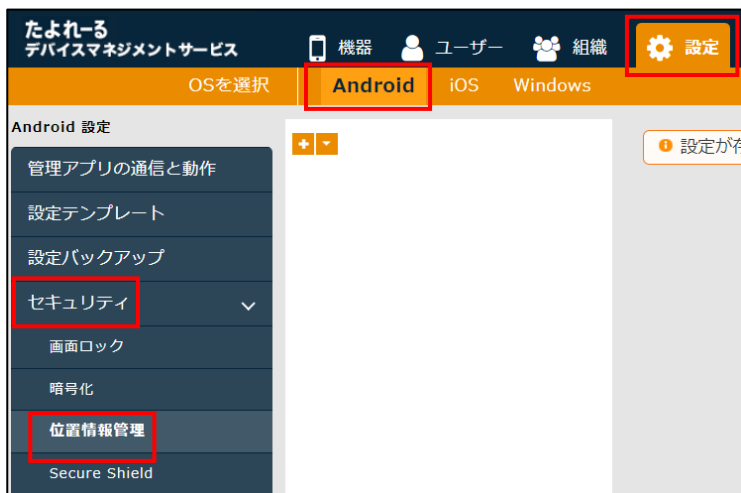 たよれーる
デバイスマネジメントサービス
機器 ユーザー 組織 設定
OSを選択 Android iOS Windows
Android 設定
管理アプリの通信と動作
設定テンプレート
設定バックアップ
セキュリティ
画面ロック
暗号化
位置情報管理
Secure Shield
設定が存